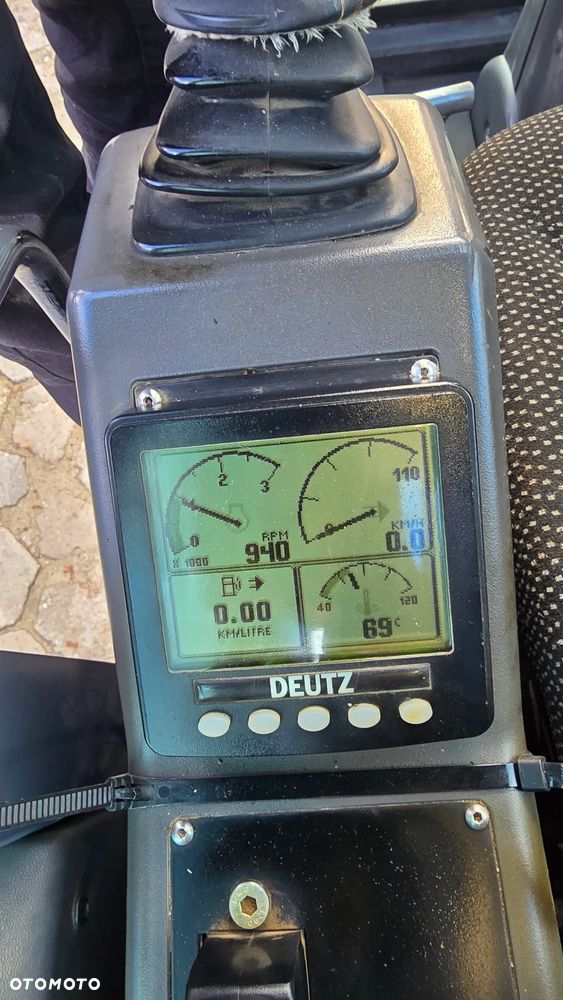 2
3
0
RPM
X 1000
940
110
0
KM/H
0.0
0.00
KM/LITRE
40
120
69 C
DEUTZ
OTOMOTO